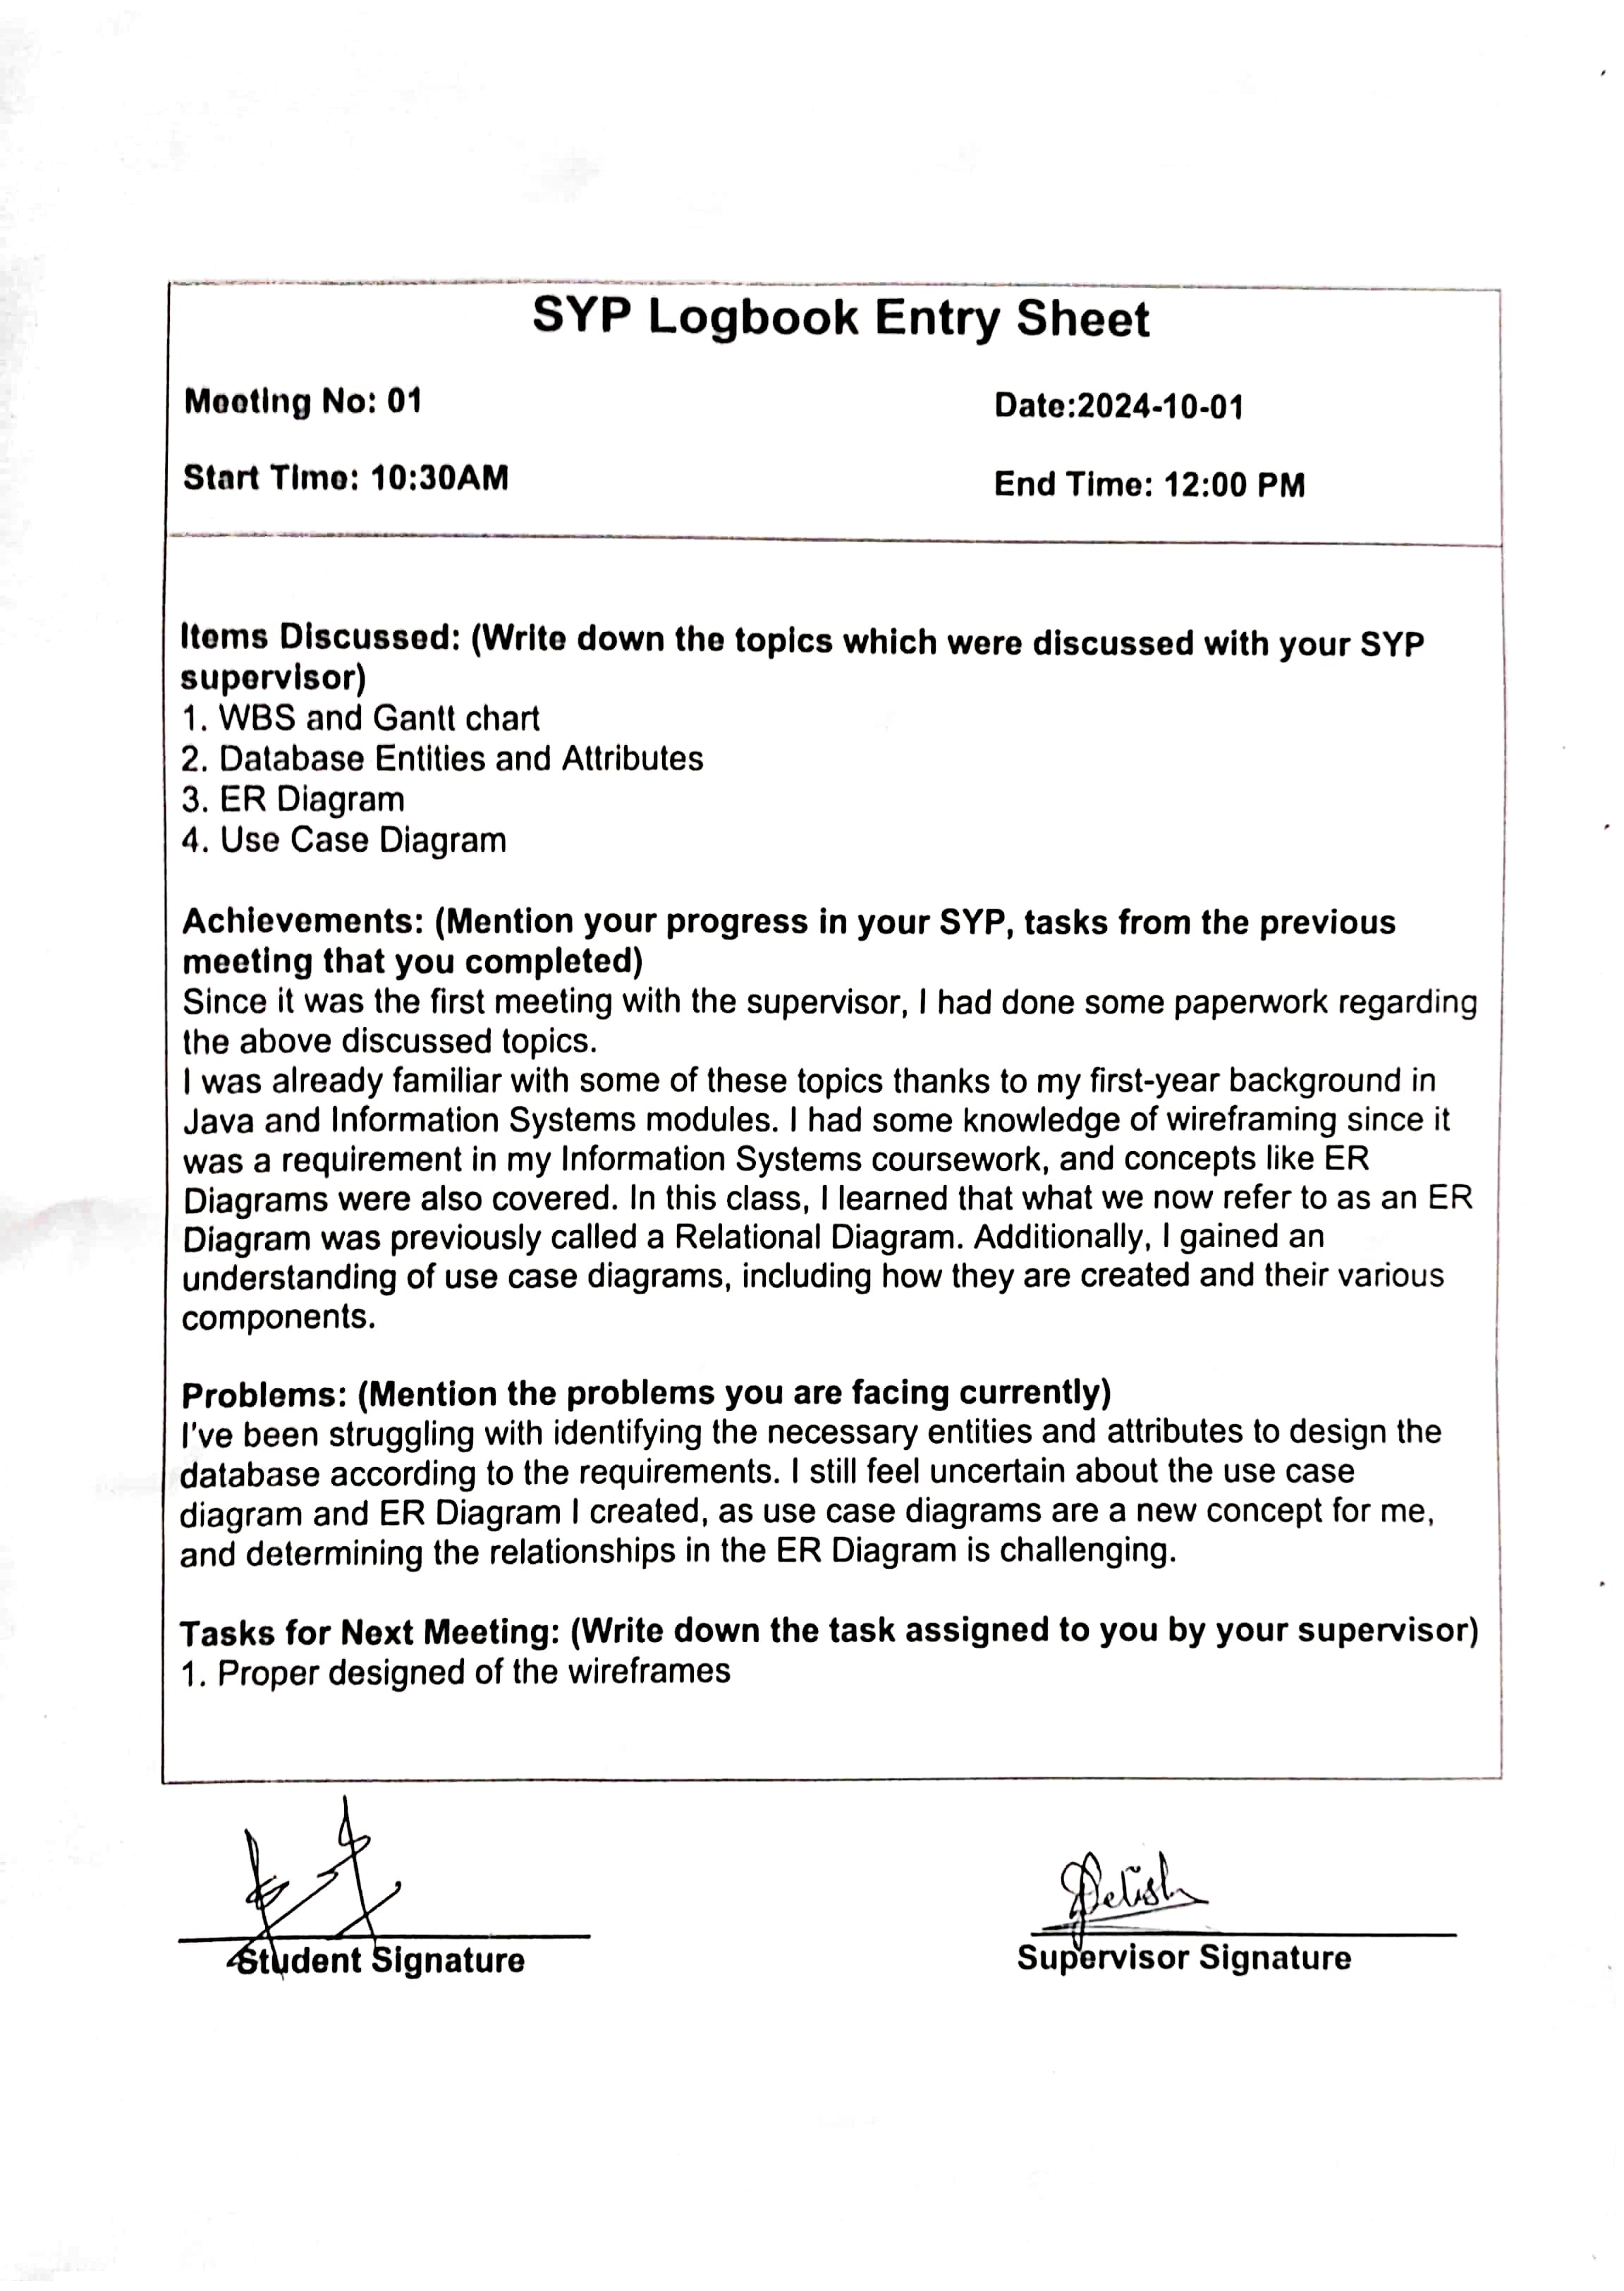 SYP Logbook Entry Sheet
Meeting No: 01
Date:2024-10-01
Start Time: 10:30AM
End Time: 12:00 PM
Items Discussed: (Write down the topics which were discussed with your SYP
supervisor)
1. WBS and Gantt chart
2. Database Entities and Attributes
3. ER Diagram
4. Use Case Diagram
Achievements: (Mention your progress in your SYP, tasks from the previous
meeting that you completed)
Since it was the first meeting with the supervisor, I had done some paperwork regarding
the above discussed topics.
I was already familiar with some of these topics thanks to my first-year background in
Java and Information Systems modules. I had some knowledge of wireframing since it
was a requirement in my Information Systems coursework, and concepts like ER
Diagrams were also covered. In this class, I learned that what we now refer to as an ER
Diagram was previously called a Relational Diagram. Additionally, I gained an
understanding of use case diagrams, including how they are created and their various
components.
Problems: (Mention the problems you are facing currently)
I've been struggling with identifying the necessary entities and attributes to design the
database according to the requirements. I still feel uncertain about the use case
diagram and ER Diagram I created, as use case diagrams are a new concept for me,
and determining the relationships in the ER Diagram is challenging.
Tasks for Next Meeting: (Write down the task assigned to you by your supervisor)
1. Proper designed of the wireframes
Student Signature
Supervisor Signature